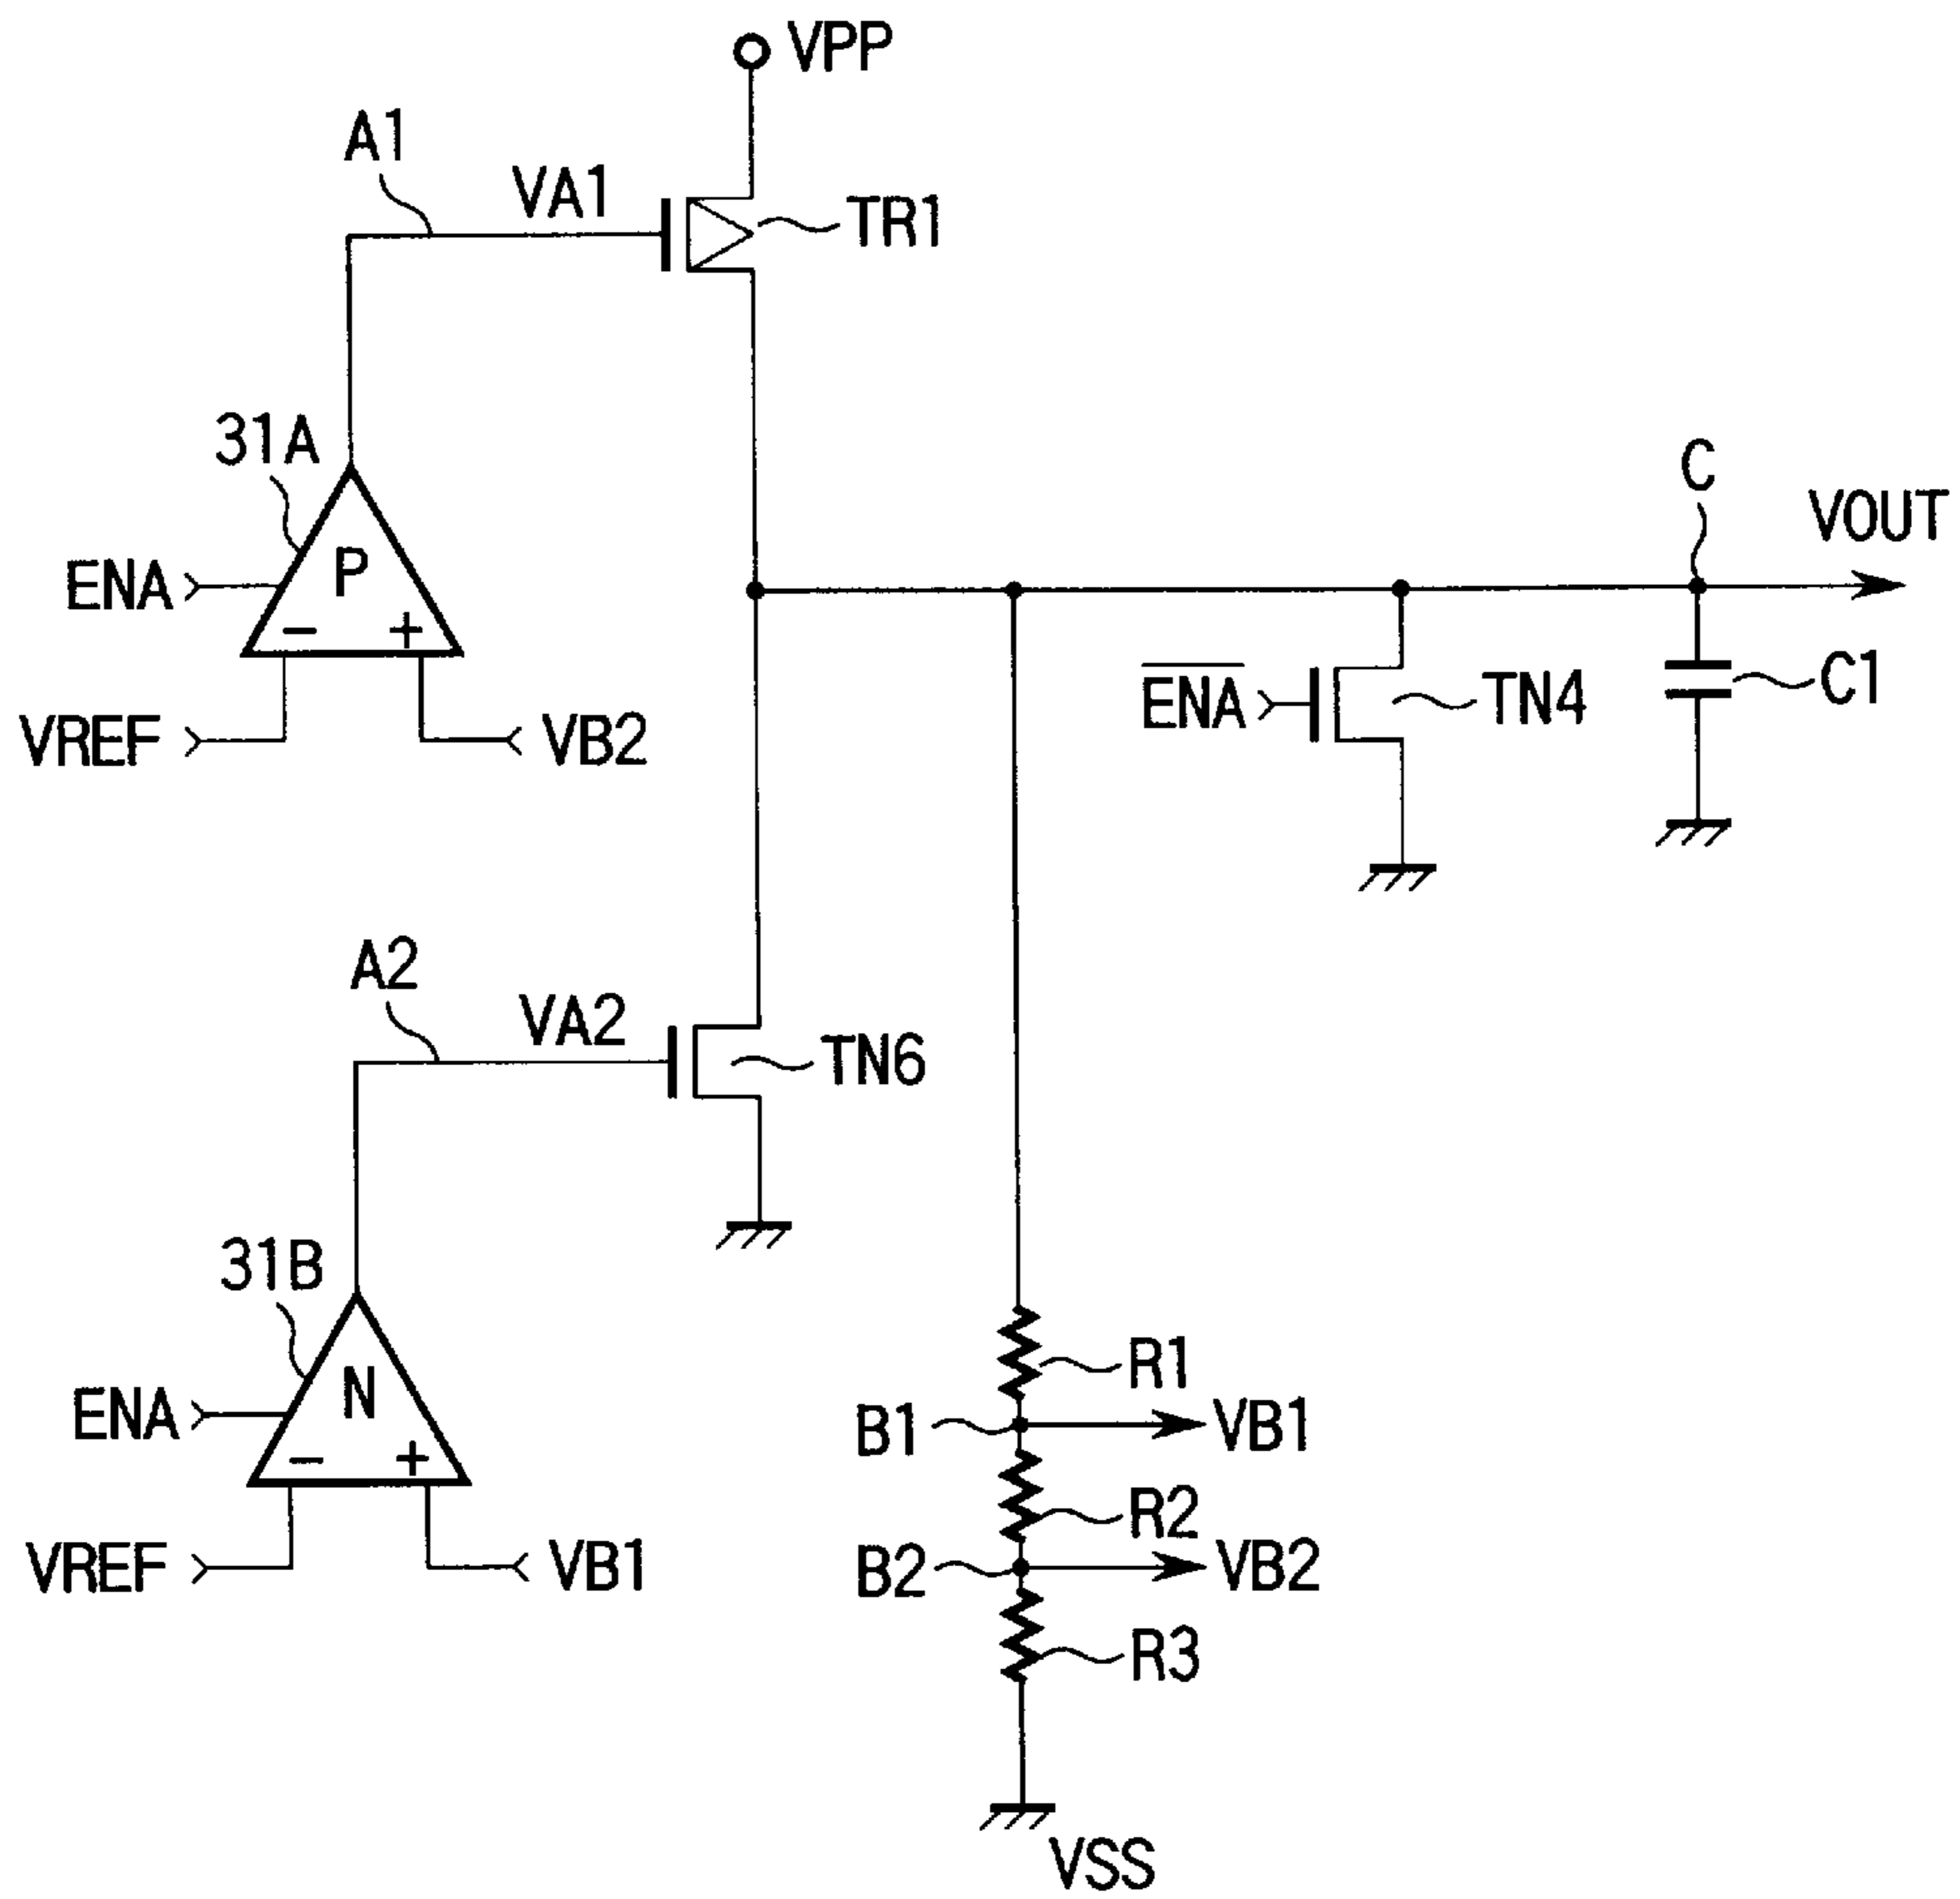 VPP
A1
VA1
TR1
31A
P
ENA
− +
VREF
VB2
C
VOUT
E̅N̅A̅
TN4
C1
A2
VA2
TN6
31B
N
ENA
− +
VREF
VB1
R1
B1
VB1
R2
B2
VB2
R3
VSS